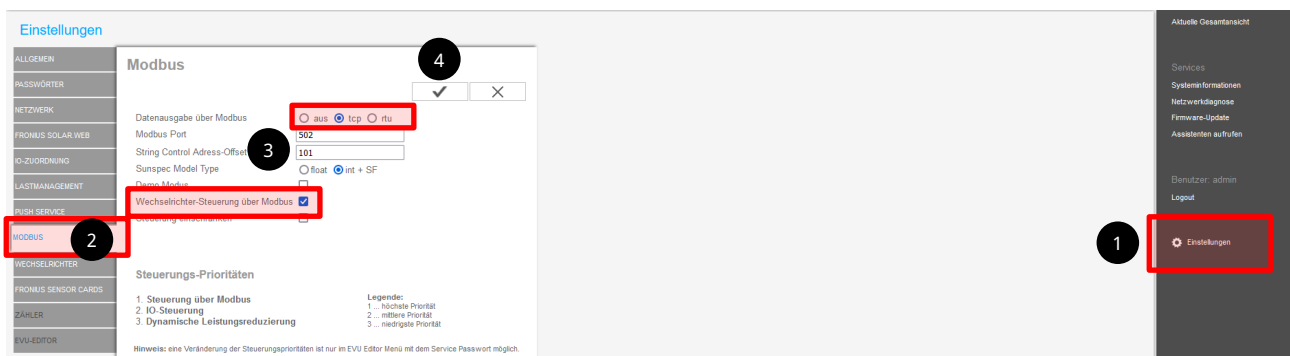 Einstellungen
ALLGEMEIN
PASSWÖRTER
NETZWERK
FRONIUS SOLAR.WEB
IO-ZUORDNUNG
LASTMANAGEMENT
PUSH SERVICE
MODBUS
2
WECHSELRICHTER
FRONIUS SENSOR CARDS
ZÄHLER
EVU-EDITOR
Modbus
4
Datenausgabe über Modbus aus tcp rtu
Modbus Port 502
3
String Control Adress-Offset 101
Sunspec Model Type float int + SF
Demo Modus
Wechselrichter-Steuerung über Modbus
Steuerung einschränken
Steuerungs-Prioritäten
1. Steuerung über Modbus
2. IO-Steuerung
3. Dynamische Leistungsreduzierung
Legende:
1 ... höchste Priorität
2 ... mittlere Priorität
3 ... niedrigste Priorität
Hinweis: eine Veränderung der Steuerungsprioritäten ist nur im EVU Editor Menü mit dem Service Passwort möglich.
Aktuelle Gesamtansicht
Services
Systeminformationen
Netzwerkdiagnose
Firmware-Update
Assistenten aufrufen
Benutzer: admin
Logout
1
Einstellungen